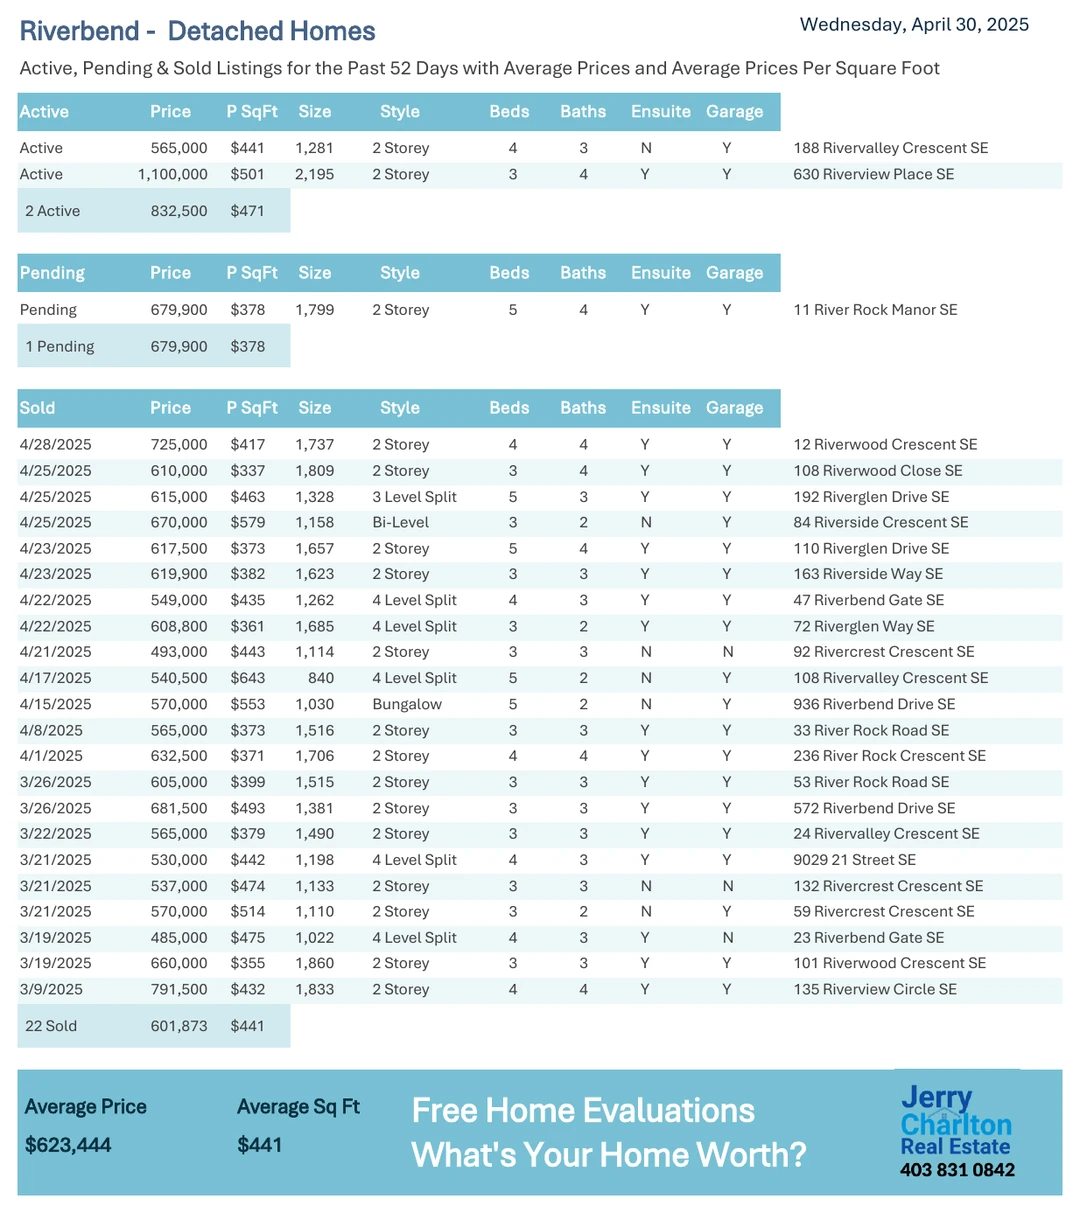 Riverbend - Detached Homes
Wednesday, April 30, 2025
Active, Pending & Sold Listings for the Past 52 Days with Average Prices and Average Prices Per Square Foot
Active Price P SqFt Size Style Beds Baths Ensuite Garage
Active 565,000 $441 1,281 2 Storey 4 3 N Y 188 Rivervalley Crescent SE
Active 1,100,000 $501 2,195 2 Storey 3 4 Y Y 630 Riverview Place SE
2 Active 832,500 $471
Pending Price P SqFt Size Style Beds Baths Ensuite Garage
Pending 679,900 $378 1,799 2 Storey 5 4 Y Y 11 River Rock Manor SE
1 Pending 679,900 $378
Sold Price P SqFt Size Style Beds Baths Ensuite Garage
4/28/2025 725,000 $417 1,737 2 Storey 4 4 Y Y 12 Riverwood Crescent SE
4/25/2025 610,000 $337 1,809 2 Storey 3 4 Y Y 108 Riverwood Close SE
4/25/2025 615,000 $463 1,328 3 Level Split 5 3 Y Y 192 Riverglen Drive SE
4/25/2025 670,000 $579 1,158 Bi-Level 3 2 N Y 84 Riverside Crescent SE
4/23/2025 617,500 $373 1,657 2 Storey 5 4 Y Y 110 Riverglen Drive SE
4/23/2025 619,900 $382 1,623 2 Storey 3 3 Y Y 163 Riverside Way SE
4/22/2025 549,000 $435 1,262 4 Level Split 4 3 Y Y 47 Riverbend Gate SE
4/22/2025 608,800 $361 1,685 4 Level Split 3 2 Y Y 72 Riverglen Way SE
4/21/2025 493,000 $443 1,114 2 Storey 3 3 N N 92 Rivercrest Crescent SE
4/17/2025 540,500 $643 840 4 Level Split 5 2 N Y 108 Rivervalley Crescent SE
4/15/2025 570,000 $553 1,030 Bungalow 5 2 N Y 936 Riverbend Drive SE
4/8/2025 565,000 $373 1,516 2 Storey 3 3 Y Y 33 River Rock Road SE
4/1/2025 632,500 $371 1,706 2 Storey 4 4 Y Y 236 River Rock Crescent SE
3/26/2025 605,000 $399 1,515 2 Storey 3 3 Y Y 53 River Rock Road SE
3/26/2025 681,500 $493 1,381 2 Storey 3 3 Y Y 572 Riverbend Drive SE
3/22/2025 565,000 $379 1,490 2 Storey 3 3 Y Y 24 Rivervalley Crescent SE
3/21/2025 530,000 $442 1,198 4 Level Split 4 3 Y Y 9029 21 Street SE
3/21/2025 537,000 $474 1,133 2 Storey 3 3 N N 132 Rivercrest Crescent SE
3/21/2025 570,000 $514 1,110 2 Storey 3 2 N Y 59 Rivercrest Crescent SE
3/19/2025 485,000 $475 1,022 4 Level Split 4 3 Y N 23 Riverbend Gate SE
3/19/2025 660,000 $355 1,860 2 Storey 3 3 Y Y 101 Riverwood Crescent SE
3/9/2025 791,500 $432 1,833 2 Storey 4 4 Y Y 135 Riverview Circle SE
22 Sold 601,873 $441
Average Price Average Sq Ft
$623,444 $441
Free Home Evaluations
What's Your Home Worth?
Jerry
Charlton
Real Estate
403 831 0842